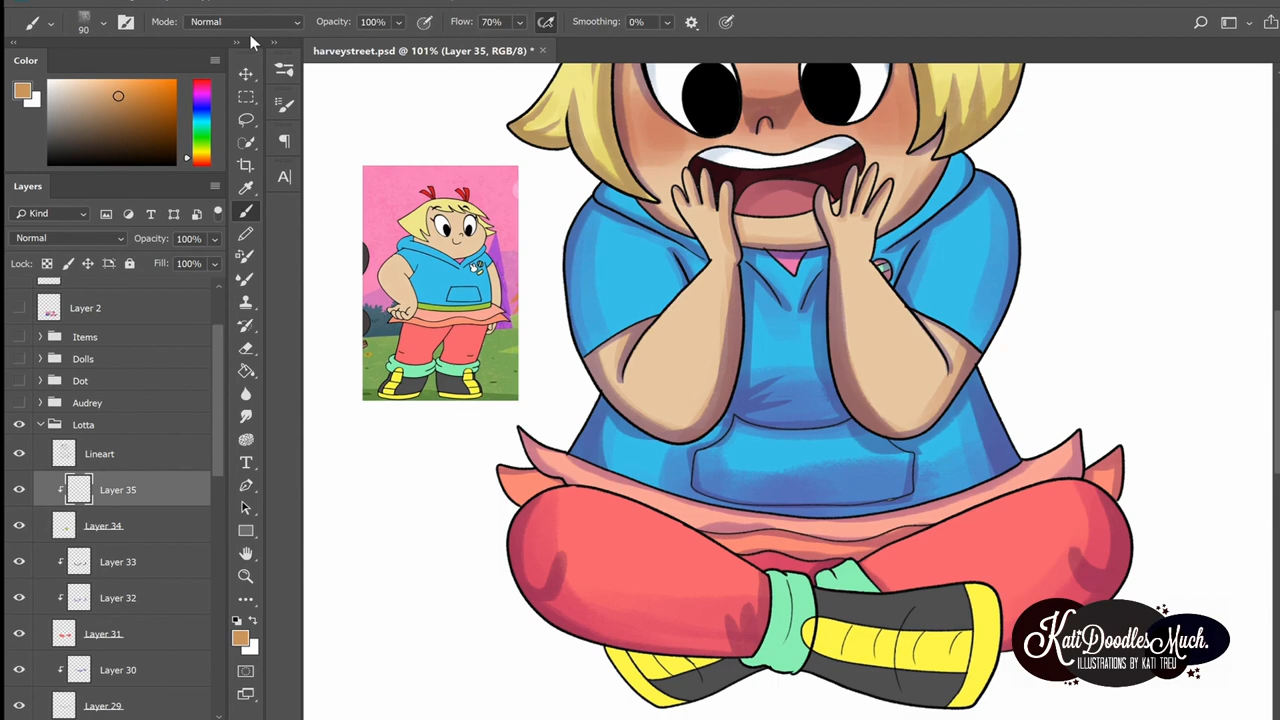 90
Mode: Normal
Opacity: 100%
Flow: 70%
Smoothing: 0%
harveystreet.psd @ 101% (Layer 35, RGB/8) * ×
Color
Layers
Kind
Normal
Opacity: 100%
Lock:
Fill: 100%
Layer 2
Items
Dolls
Dot
Audrey
Lotta
Lineart
Layer 35
Layer 34
Layer 33
Layer 32
Layer 31
Layer 30
Layer 29
KatiDoodlesMuch.
ILLUSTRATIONS BY KATI TREU